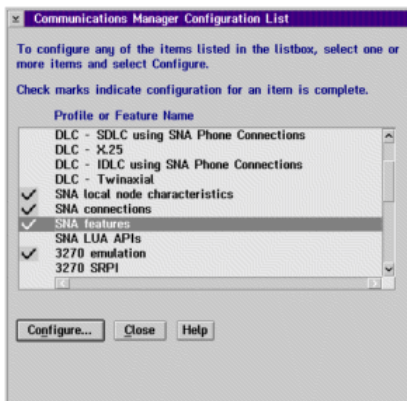 Communications Manager Configuration List
To configure any of the items listed in the listbox, select one or
more items and select Configure.
Check marks indicate configuration for an item is complete.
Profile or Feature Name
DLC - SDLC using SNA Phone Connections
DLC - X.25
DLC - IDLC using SNA Phone Connections
DLC - Twinaxial
SNA local node characteristics
SNA connections
SNA features
SNA LUA APIs
3270 emulation
3270 SRPI
Configure... Close Help